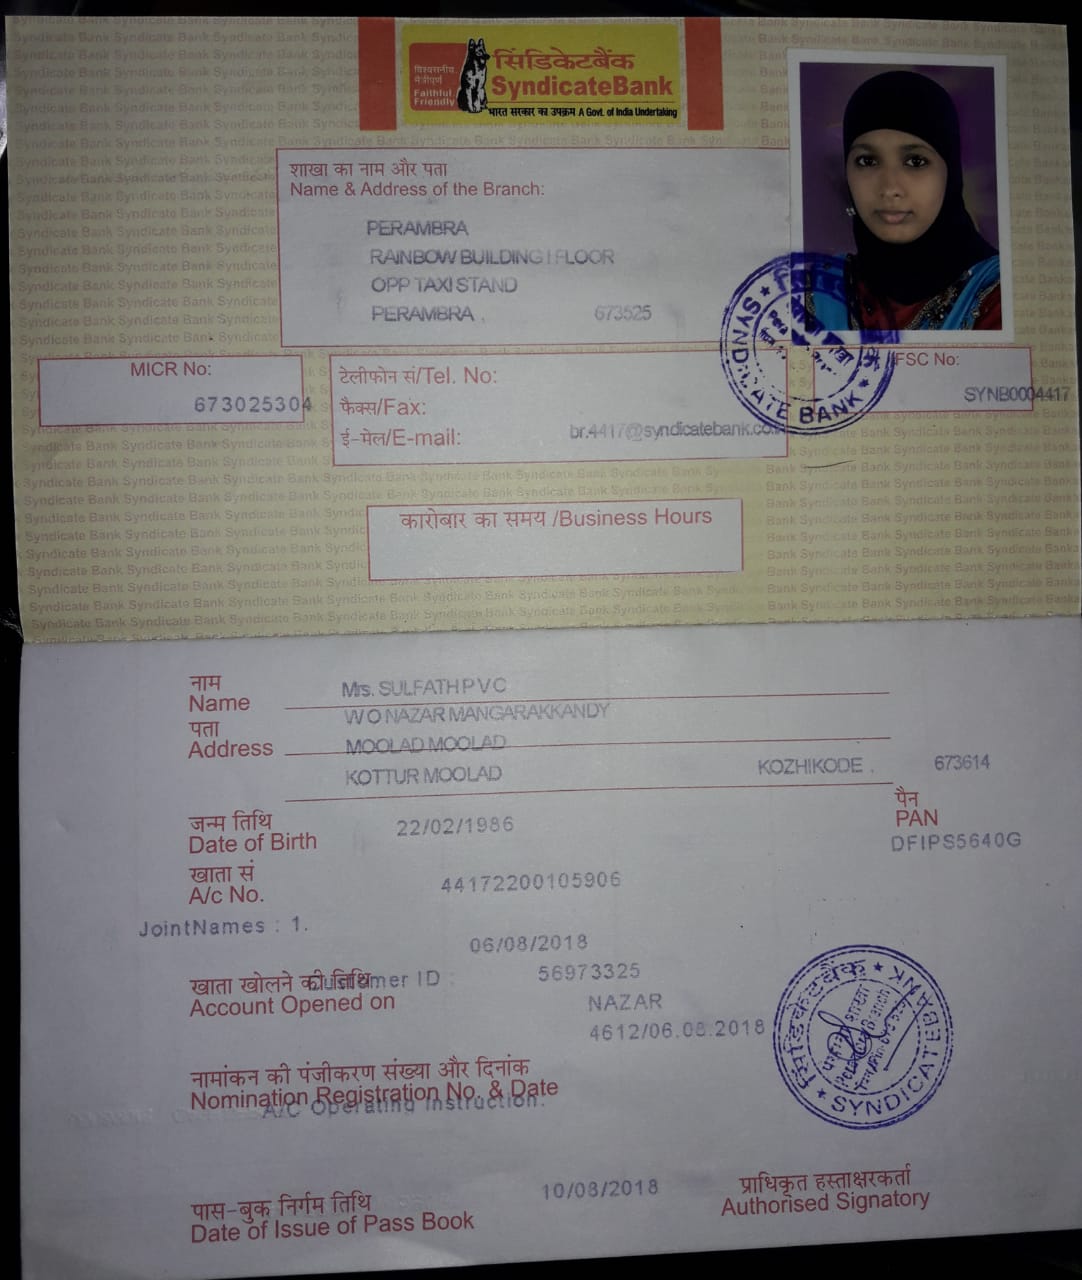 विश्वसनीय
मैत्रीपूर्ण
Faithful
Friendly
सिंडिकेटबैंक
SyndicateBank
भारत सरकार का उपक्रम A Govt. of India Undertaking
शाखा का नाम और पता
Name & Address of the Branch:
PERAMBRA
RAINBOW BUILDING I FLOOR
OPP TAXI STAND
PERAMBRA , 673525
MICR No:
673025304
टेलीफोन सं/Tel. No:
फैक्स/Fax:
ई-मेल/E-mail: br.4417@syndicatebank.co.in
IFSC No:
SYNB0004417
SYNDICATE BANK
कारोबार का समय /Business Hours
नाम
Name
Mrs. SULFATH P V C
पता
Address
W O NAZAR MANGARAKKANDY
MOOLAD MOOLAD
KOTTUR MOOLAD KOZHIKODE , 673614
पैन
PAN
DFIPS5640G
जन्म तिथि
Date of Birth
22/02/1986
खाता सं
A/c No.
44172200105906
JointNames : 1.
06/08/2018
खाता खोलने की तिथि
Customer ID : 56973325
Account Opened on
NAZAR
4612/06.08.2018
नामांकन की पंजीकरण संख्या और दिनांक
Nomination Registration No. & Date
A/C Operating Instruction:
सिंडिकेटबैंक
SYNDICATE BANK
पास-बुक निर्गम तिथि
Date of Issue of Pass Book
10/08/2018
प्राधिकृत हस्ताक्षरकर्ता
Authorised Signatory